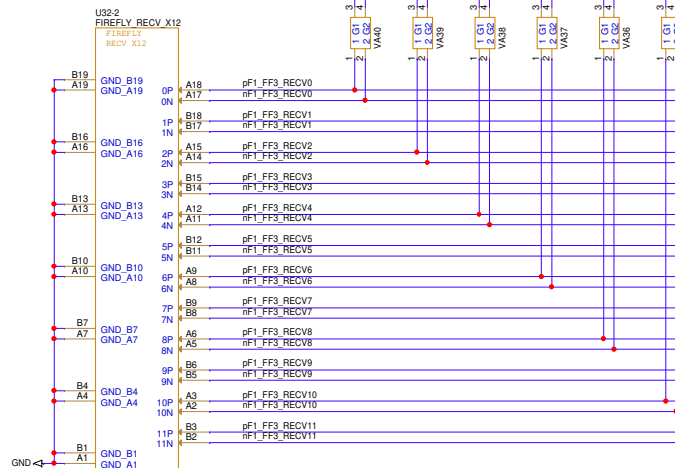 U32-2
FIREFLY_RECV_X12
FIREFLY
RECV X12
3 4 3 4 3 4 3 4 3 4 3
1 G1 2 G2 VA40
1 G1 2 G2 VA39
1 G1 2 G2 VA38
1 G1 2 G2 VA37
1 G1 2 G2 VA36
1 G1
1 2 1 2 1 2 1 2 1 2 1
B19 GND_B19
A19 GND_A19 0P A18 pF1_FF3_RECV0
0N A17 nF1_FF3_RECV0
1P B18 pF1_FF3_RECV1
1N B17 nF1_FF3_RECV1
B16 GND_B16
A16 GND_A16 2P A15 pF1_FF3_RECV2
2N A14 nF1_FF3_RECV2
3P B15 pF1_FF3_RECV3
3N B14 nF1_FF3_RECV3
B13 GND_B13
A13 GND_A13 4P A12 pF1_FF3_RECV4
4N A11 nF1_FF3_RECV4
5P B12 pF1_FF3_RECV5
5N B11 nF1_FF3_RECV5
B10 GND_B10
A10 GND_A10 6P A9 pF1_FF3_RECV6
6N A8 nF1_FF3_RECV6
7P B9 pF1_FF3_RECV7
7N B8 nF1_FF3_RECV7
B7 GND_B7
A7 GND_A7 8P A6 pF1_FF3_RECV8
8N A5 nF1_FF3_RECV8
9P B6 pF1_FF3_RECV9
9N B5 nF1_FF3_RECV9
B4 GND_B4
A4 GND_A4 10P A3 pF1_FF3_RECV10
10N A2 nF1_FF3_RECV10
11P B3 pF1_FF3_RECV11
11N B2 nF1_FF3_RECV11
B1 GND_B1
GND A1 GND_A1